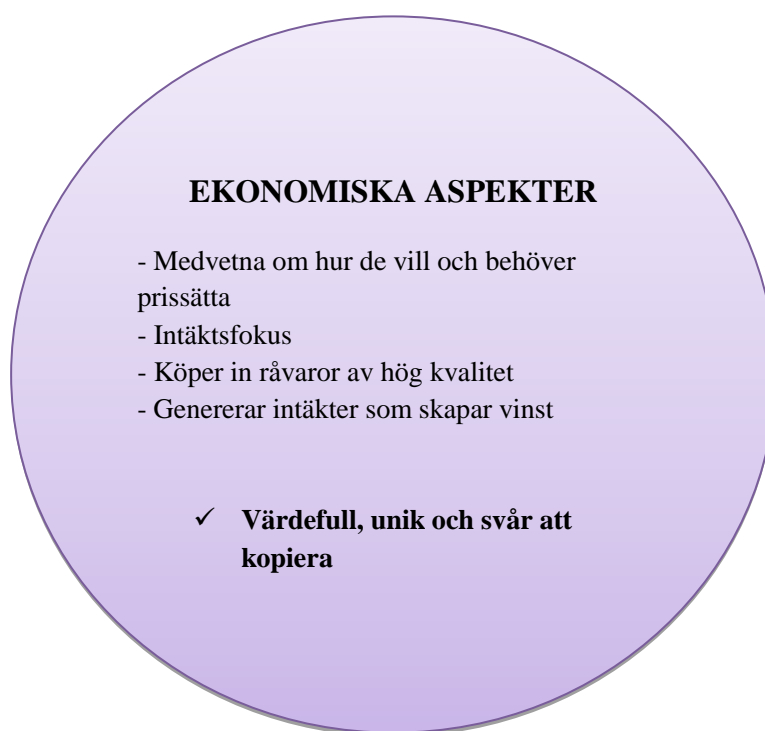 EKONOMISKA ASPEKTER
- Medvetna om hur de vill och behöver
prissätta
- Intäktsfokus
- Köper in råvaror av hög kvalitet
- Genererar intäkter som skapar vinst
✓ Värdefull, unik och svår att
kopiera